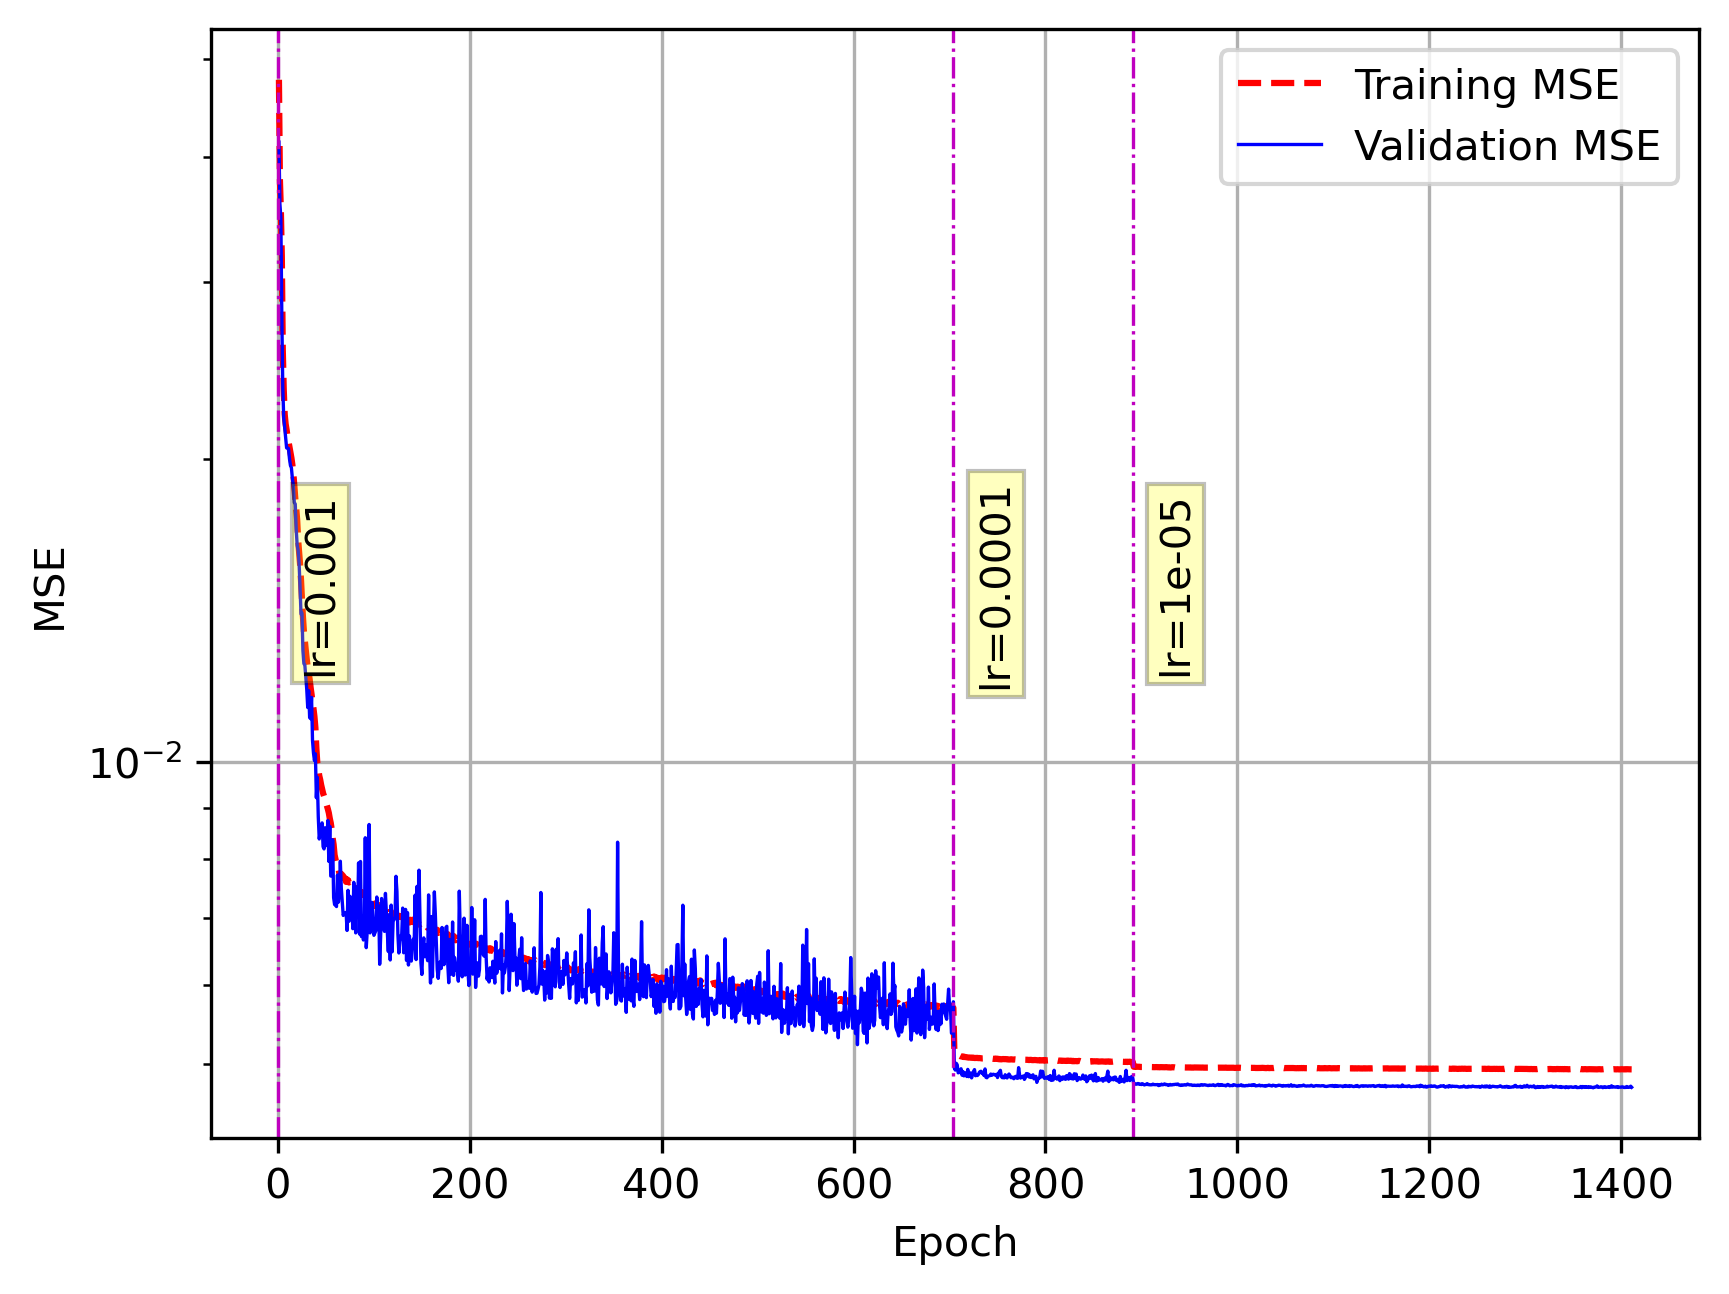 Training MSE
Validation MSE
lr=0.001
lr=0.0001
lr=1e-05
MSE
10⁻²
0 200 400 600 800 1000 1200 1400
Epoch